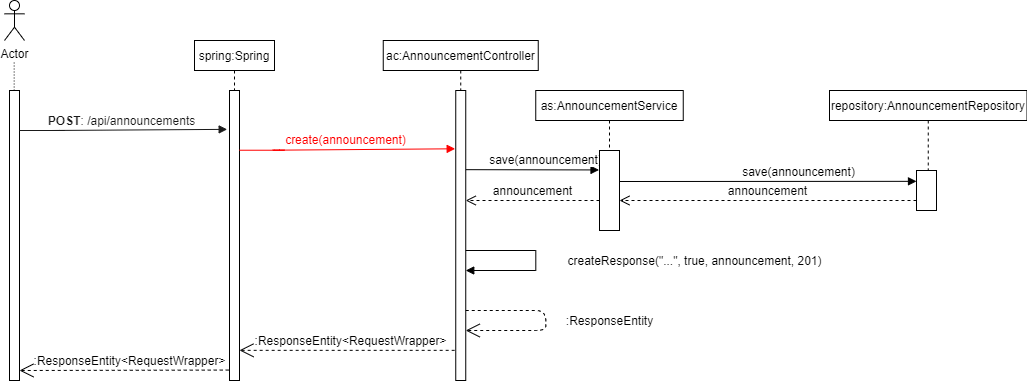 Actor
spring:Spring
ac:AnnouncementController
as:AnnouncementService
repository:AnnouncementRepository
POST: /api/announcements
create(announcement)
save(announcement
save(announcement)
announcement
announcement
createResponse("...", true, announcement, 201)
:ResponseEntity
:ResponseEntity<RequestWrapper>
:ResponseEntity<RequestWrapper>